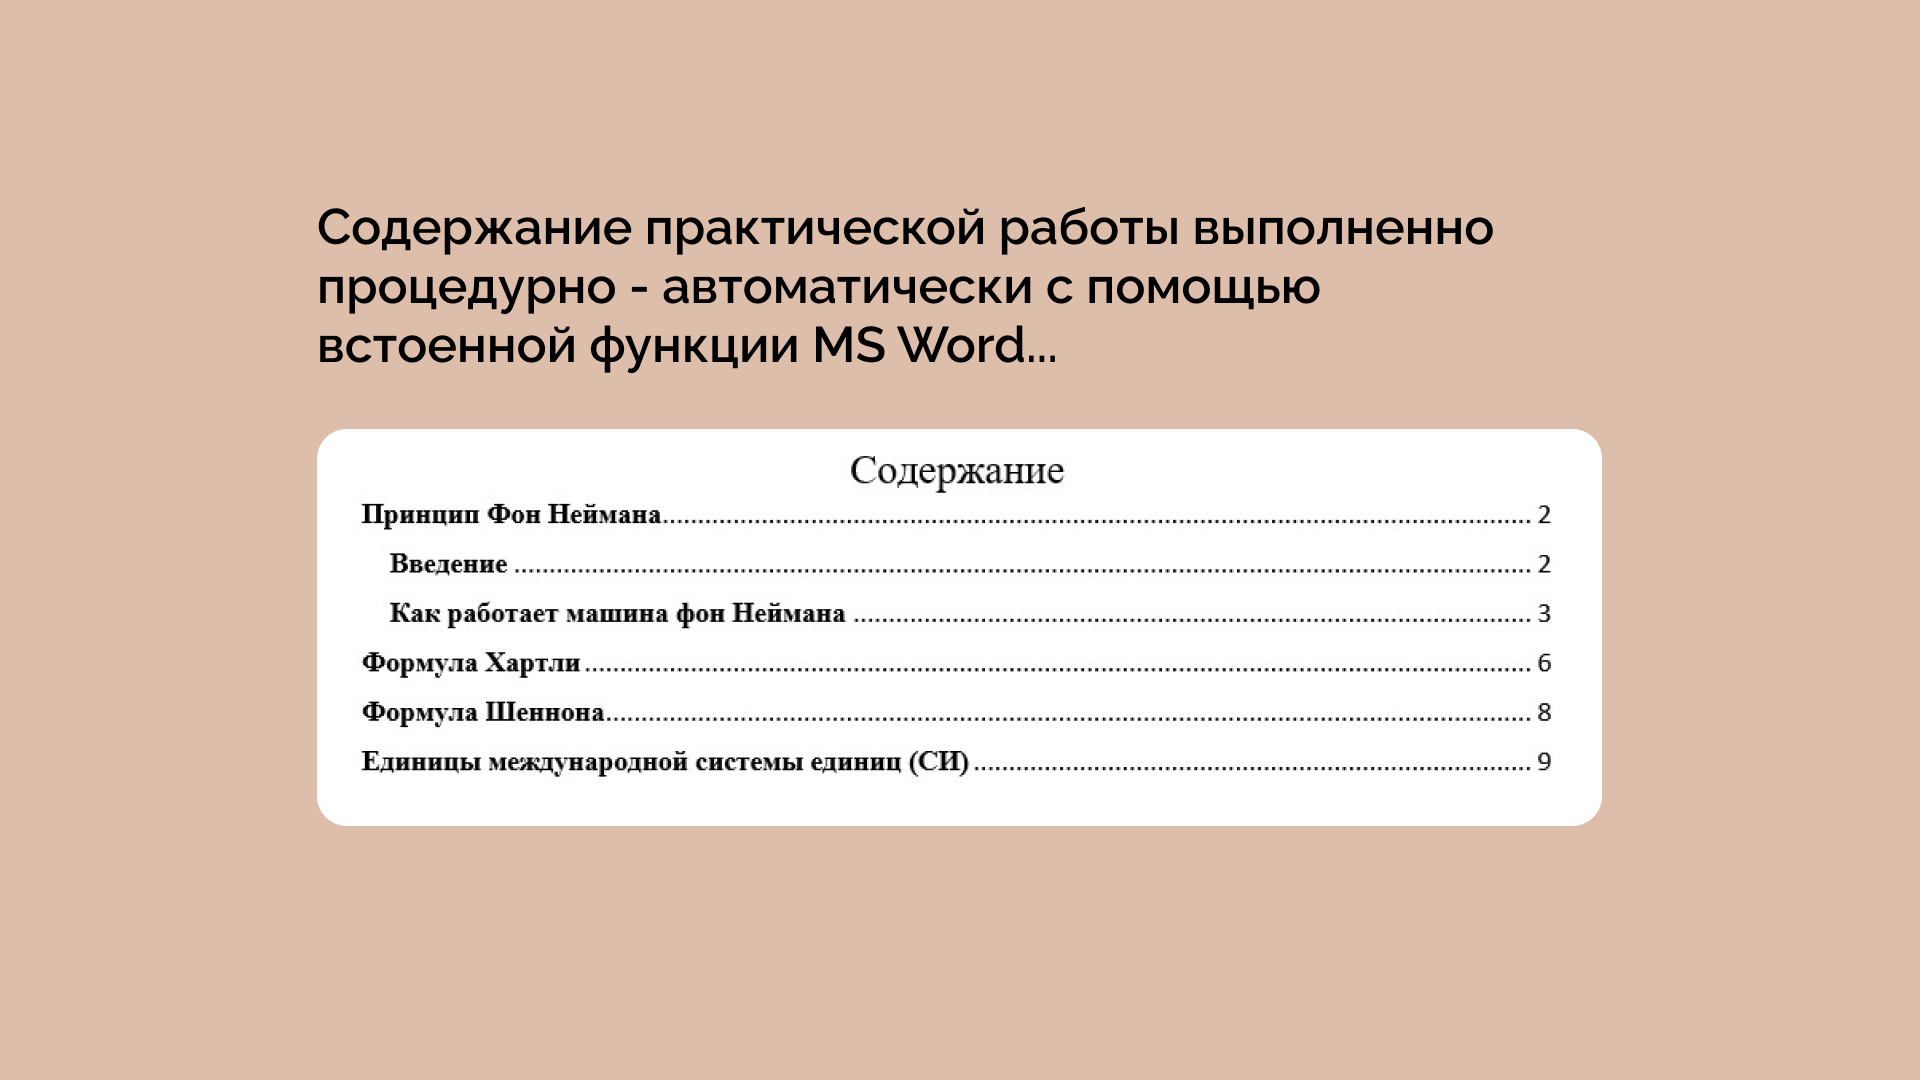 Содержание практической работы выполненно
процедурно - автоматически с помощью
встоенной функции MS Word...
Содержание
Принцип Фон Неймана.................... 2
Введение .................... 2
Как работает машина фон Неймана .................... 3
Формула Хартли .................... 6
Формула Шеннона.................... 8
Единицы международной системы единиц (СИ) .................... 9